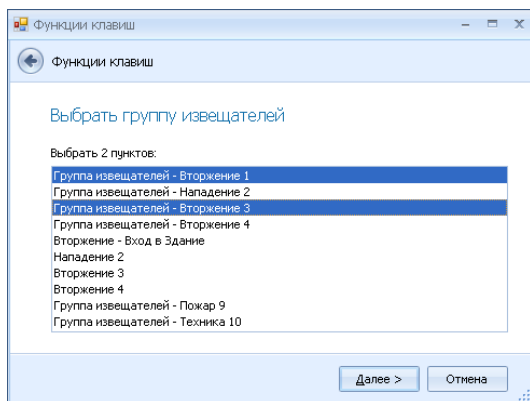 Функции клавиш
Функции клавиш
Выбрать группу извещателей
Выбрать 2 пункта:
Группа извещателей - Вторжение 1
Группа извещателей - Нападение 2
Группа извещателей - Вторжение 3
Группа извещателей - Вторжение 4
Вторжение - Вход в Здание
Нападение 2
Вторжение 3
Вторжение 4
Группа извещателей - Пожар 9
Группа извещателей - Техника 10
Далее >
Отмена